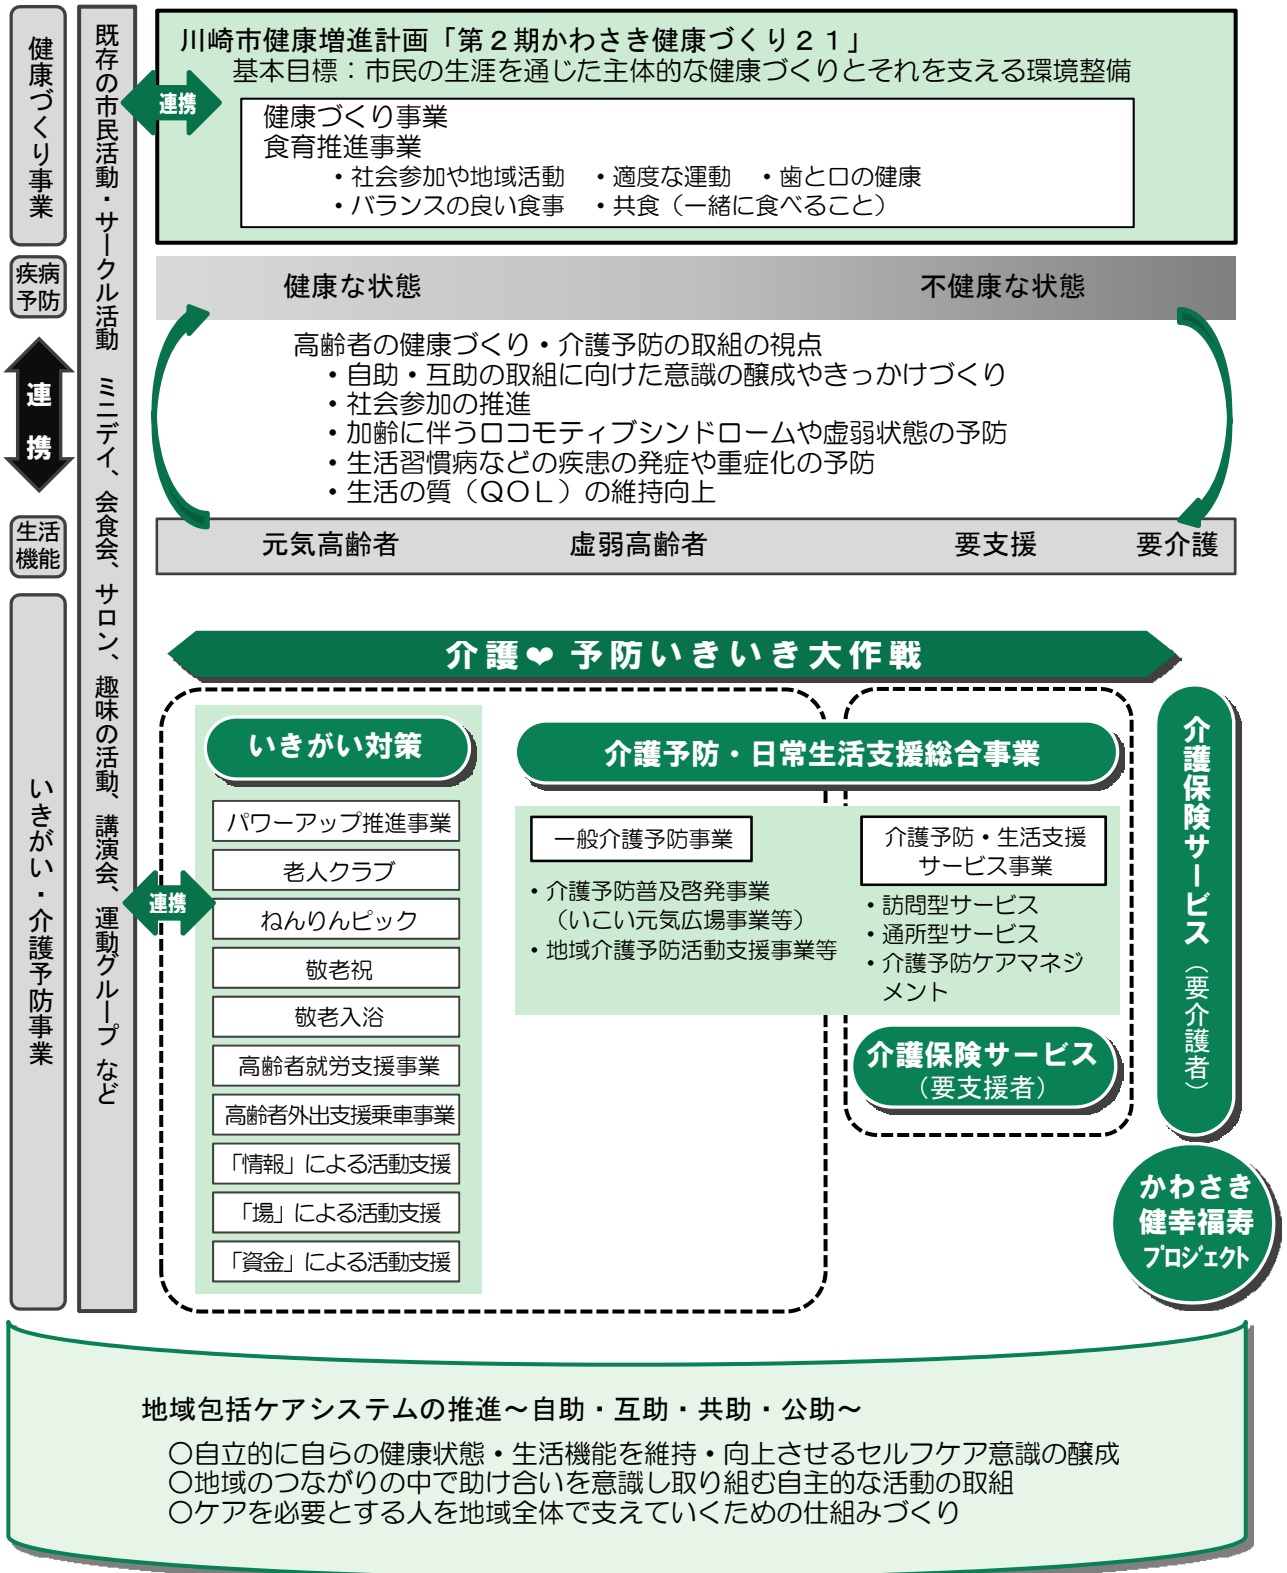 健康づくり事業
疾病
予防
連携
生活
機能
いきがい・介護予防事業
既存の市民活動・サークル活動　ミニデイ、会食会、サロン、趣味の活動、講演会、運動グループ など
川崎市健康増進計画「第２期かわさき健康づくり２１」
基本目標：市民の生涯を通じた主体的な健康づくりとそれを支える環境整備
連携
健康づくり事業
食育推進事業
・社会参加や地域活動　・適度な運動　・歯と口の健康
・バランスの良い食事　・共食（一緒に食べること）
健康な状態　不健康な状態
高齢者の健康づくり・介護予防の取組の視点
・自助・互助の取組に向けた意識の醸成やきっかけづくり
・社会参加の推進
・加齢に伴うロコモティブシンドロームや虚弱状態の予防
・生活習慣病などの疾患の発症や重症化の予防
・生活の質（ＱＯＬ）の維持向上
元気高齢者　虚弱高齢者　要支援　要介護
介護❤予防いきいき大作戦
いきがい対策
パワーアップ推進事業
老人クラブ
連携
ねんりんピック
敬老祝
敬老入浴
高齢者就労支援事業
高齢者外出支援乗車事業
「情報」による活動支援
「場」による活動支援
「資金」による活動支援
介護予防・日常生活支援総合事業
一般介護予防事業
・介護予防普及啓発事業
（いこい元気広場事業等）
・地域介護予防活動支援事業等
介護予防・生活支援
サービス事業
・訪問型サービス
・通所型サービス
・介護予防ケアマネジ
メント
介護保険サービス
（要支援者）
介護保険サービス（要介護者）
かわさき
健幸福寿
プロジェクト
地域包括ケアシステムの推進～自助・互助・共助・公助～
○自立的に自らの健康状態・生活機能を維持・向上させるセルフケア意識の醸成
○地域のつながりの中で助け合いを意識し取り組む自主的な活動の取組
○ケアを必要とする人を地域全体で支えていくための仕組みづくり